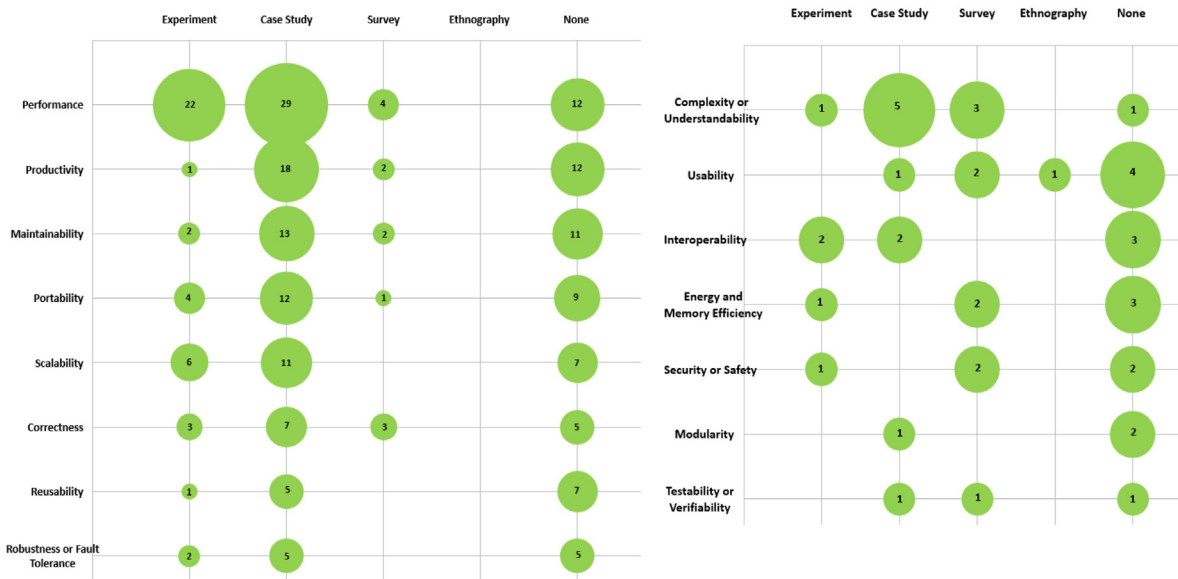 Experiment Case Study Survey Ethnography None
Performance 22 29 4 12
Productivity 1 18 2 12
Maintainability 2 13 2 11
Portability 4 12 1 9
Scalability 6 11 7
Correctness 3 7 3 5
Reusability 1 5 7
Robustness or Fault
Tolerance 2 5 5
Experiment Case Study Survey Ethnography None
Complexity or
Understandability 1 5 3 1
Usability 1 2 1 4
Interoperability 2 2 3
Energy and
Memory Efficiency 1 2 3
Security or Safety 1 2 2
Modularity 1 2
Testability or
Verifiability 1 1 1